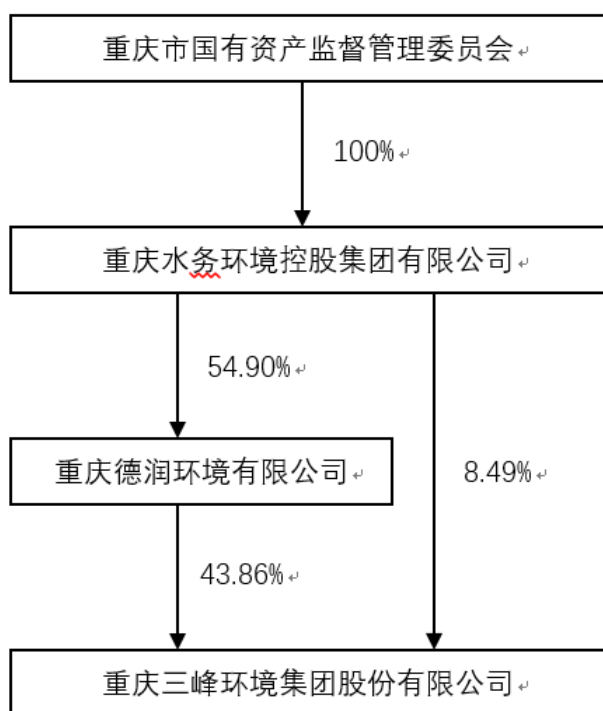 重庆市国有资产监督管理委员会
100%
重庆水务环境控股集团有限公司
54.90%
重庆德润环境有限公司
8.49%
43.86%
重庆三峰环境集团股份有限公司